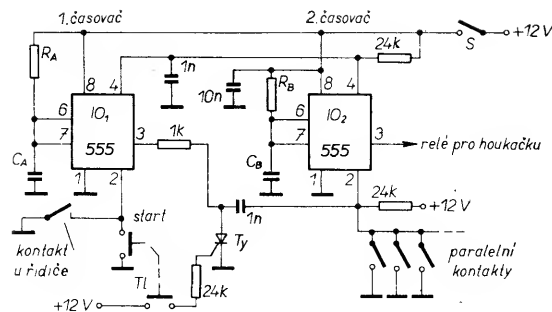 1. časovač
2. časovač
S
+12 V
R_A
8
4
1n
10n
R_B
8
4
24k
6
7
IO₁
555
3
1k
6
7
IO₂
555
3
relé pro houkačku
C_A
1
2
C_B
1
2
1n
24k
+12 V
start
kontakt
u řidiče
Tl
Ty
24k
+12 V
paralelní
kontakty